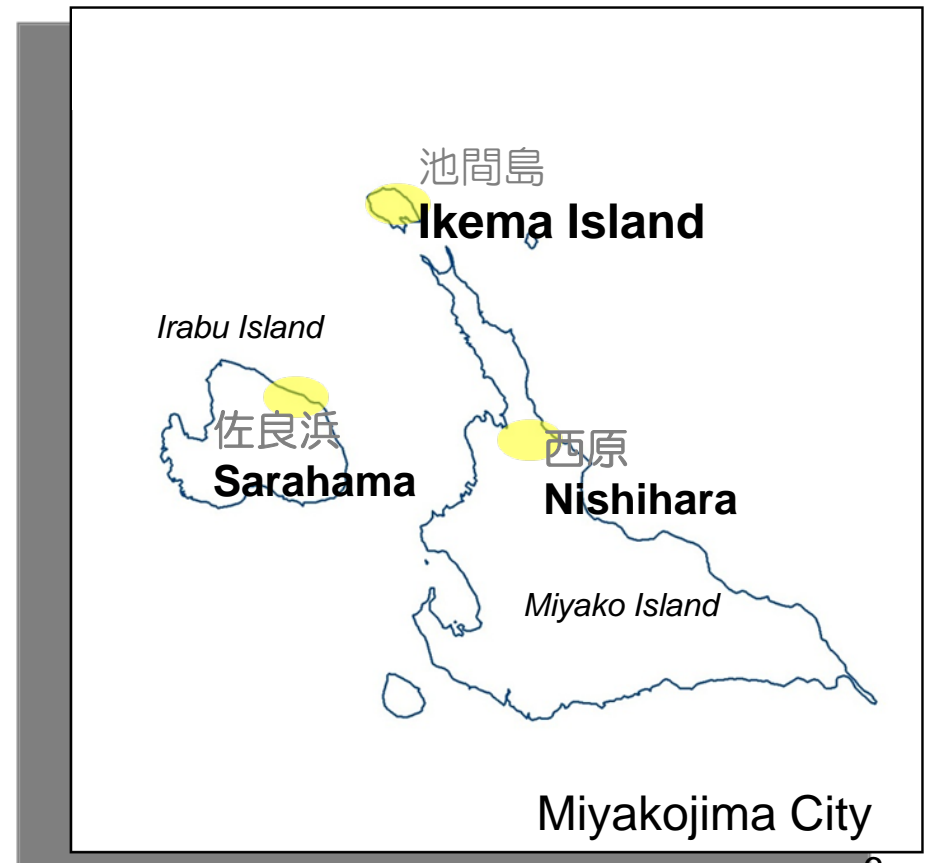 池間島
Ikema Island
Irabu Island
佐良浜
Sarahama
西原
Nishihara
Miyako Island
Miyakojima City